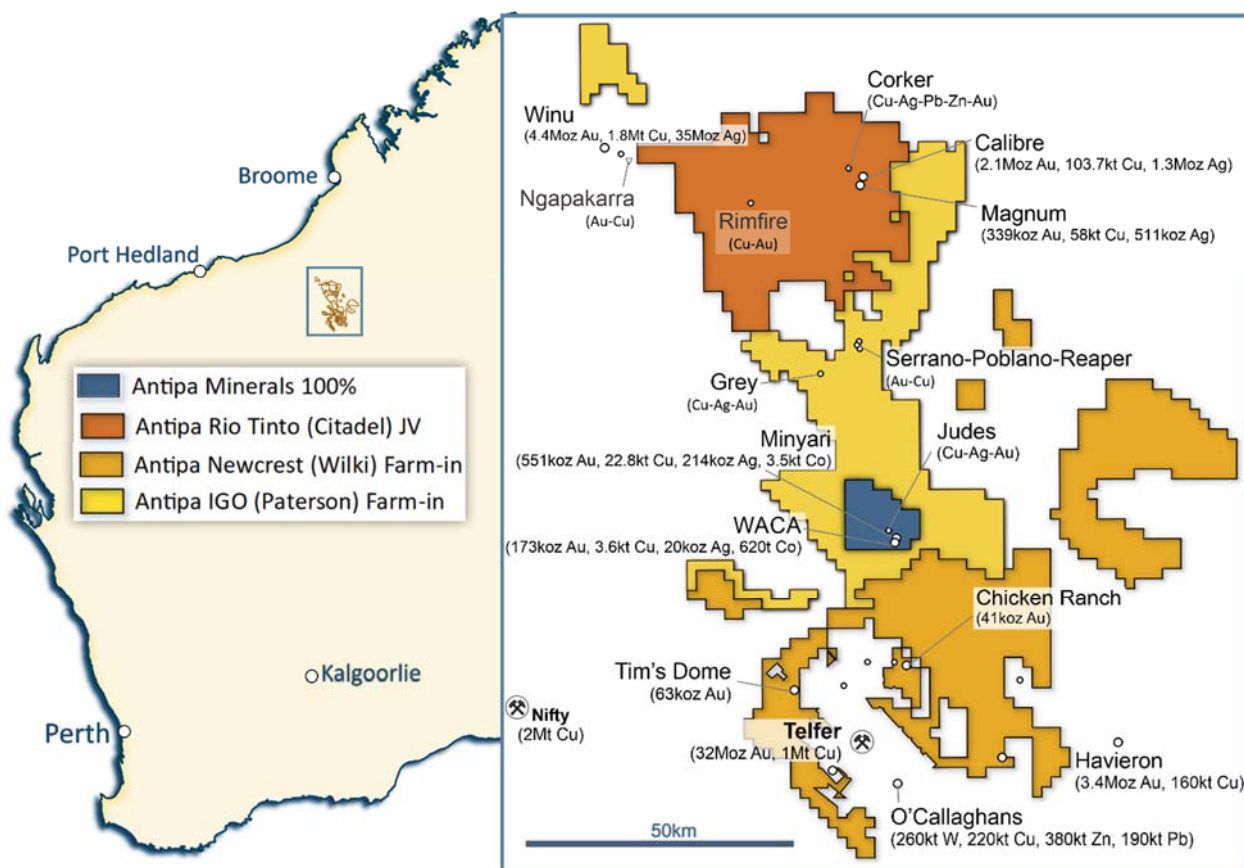 Broome
Port Hedland
Kalgoorlie
Perth
Antipa Minerals 100%
Antipa Rio Tinto (Citadel) JV
Antipa Newcrest (Wilki) Farm-in
Antipa IGO (Paterson) Farm-in
Corker
(Cu-Ag-Pb-Zn-Au)
Winu
(4.4Moz Au, 1.8Mt Cu, 35Moz Ag)
Calibre
(2.1Moz Au, 103.7kt Cu, 1.3Moz Ag)
Ngapakarra
(Au-Cu)
Rimfire
(Cu-Au)
Magnum
(339koz Au, 58kt Cu, 511koz Ag)
Serrano-Poblano-Reaper
(Au-Cu)
Grey
(Cu-Ag-Au)
Judes
(Cu-Ag-Au)
Minyari
(551koz Au, 22.8kt Cu, 214koz Ag, 3.5kt Co)
WACA
(173koz Au, 3.6kt Cu, 20koz Ag, 620t Co)
Chicken Ranch
(41koz Au)
Tim's Dome
(63koz Au)
Nifty
(2Mt Cu)
Telfer
(32Moz Au, 1Mt Cu)
Havieron
(3.4Moz Au, 160kt Cu)
O'Callaghans
(260kt W, 220kt Cu, 380kt Zn, 190kt Pb)
50km